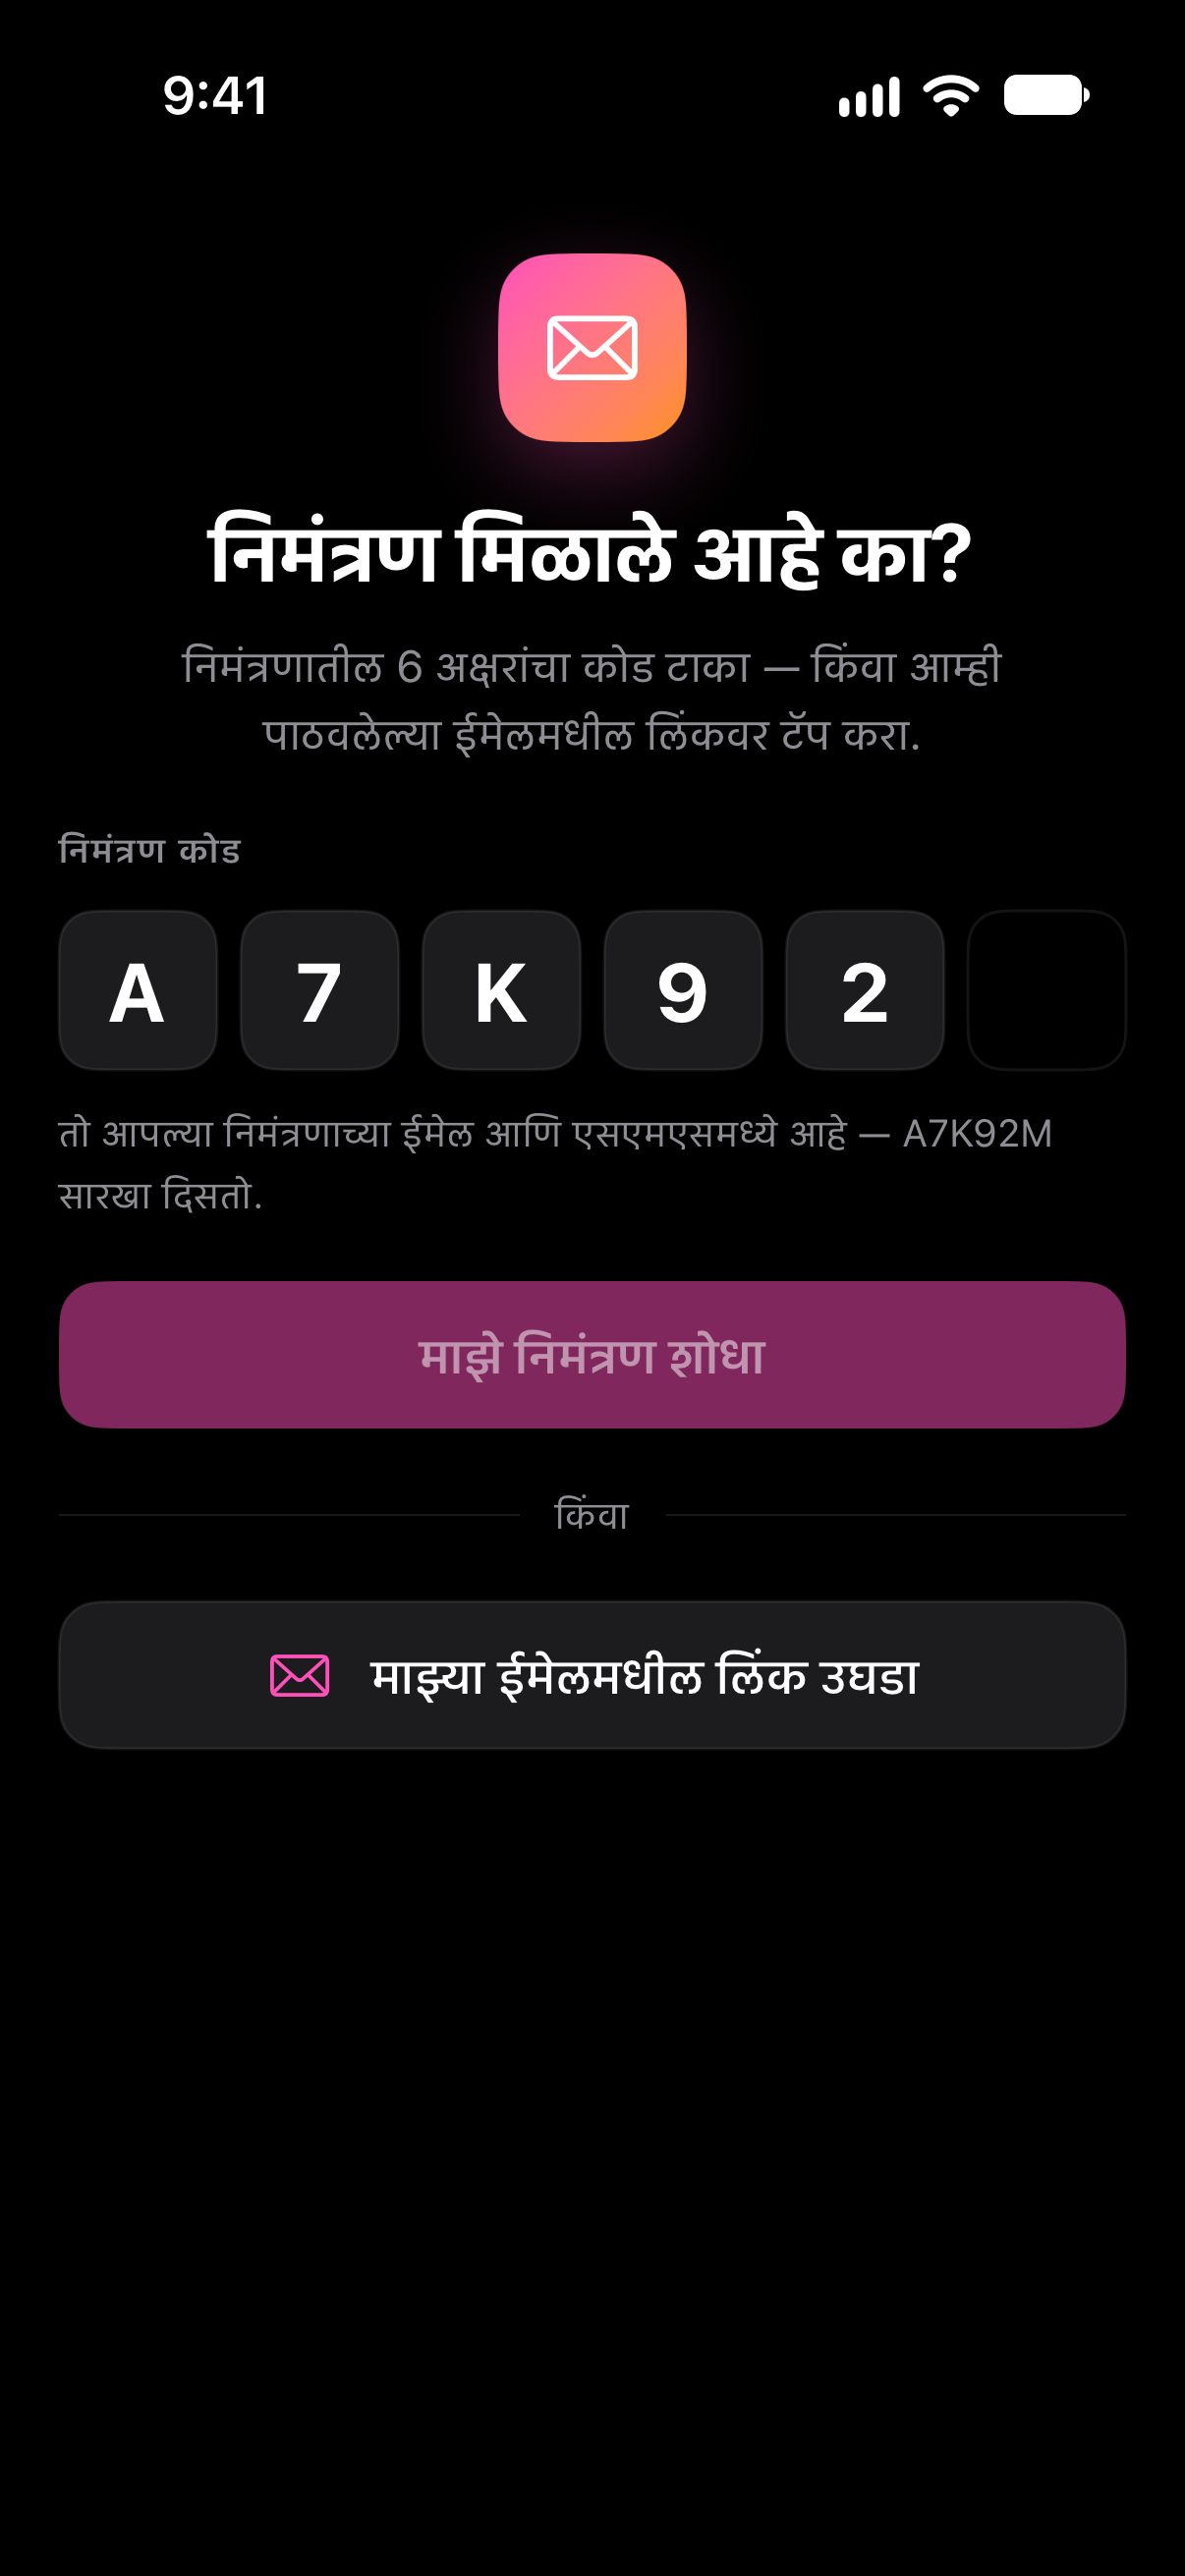 9:41
निमंत्रण मिळाले आहे का?
निमंत्रणातील 6 अक्षरांचा कोड टाका — किंवा आम्ही
पाठवलेल्या ईमेलमधील लिंकवर टॅप करा.
निमंत्रण कोड
A 7 K 9 2
तो आपल्या निमंत्रणाच्या ईमेल आणि एसएमएसमध्ये आहे — A7K92M
सारखा दिसतो.
माझे निमंत्रण शोधा
किंवा
माझ्या ईमेलमधील लिंक उघडा